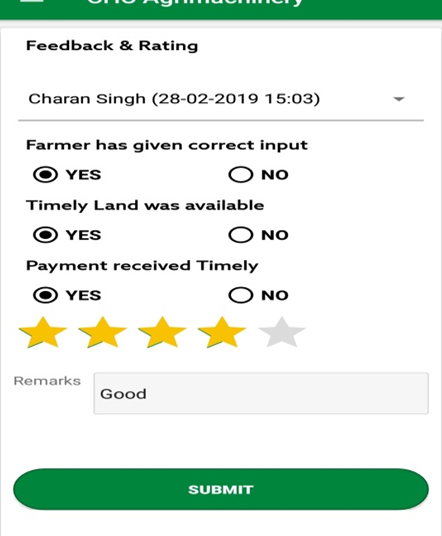 CHC Agrimachinery
Feedback & Rating
Charan Singh (28-02-2019 15:03)
Farmer has given correct input
YES NO
Timely Land was available
YES NO
Payment received Timely
YES NO
Remarks Good
SUBMIT